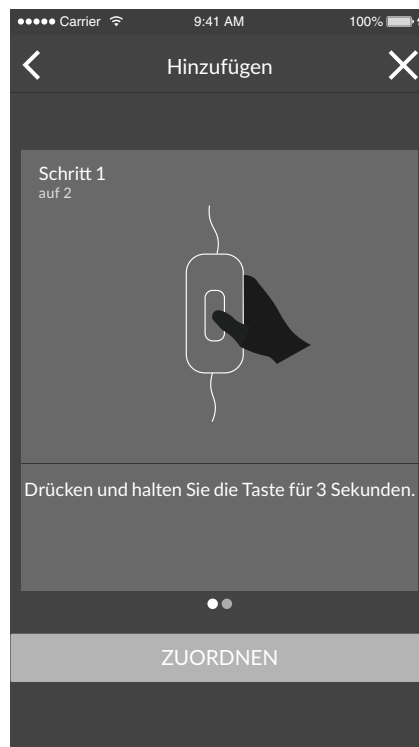 Carrier 9:41 AM 100%
Hinzufügen
Schritt 1
auf 2
Drücken und halten Sie die Taste für 3 Sekunden.
ZUORDNEN